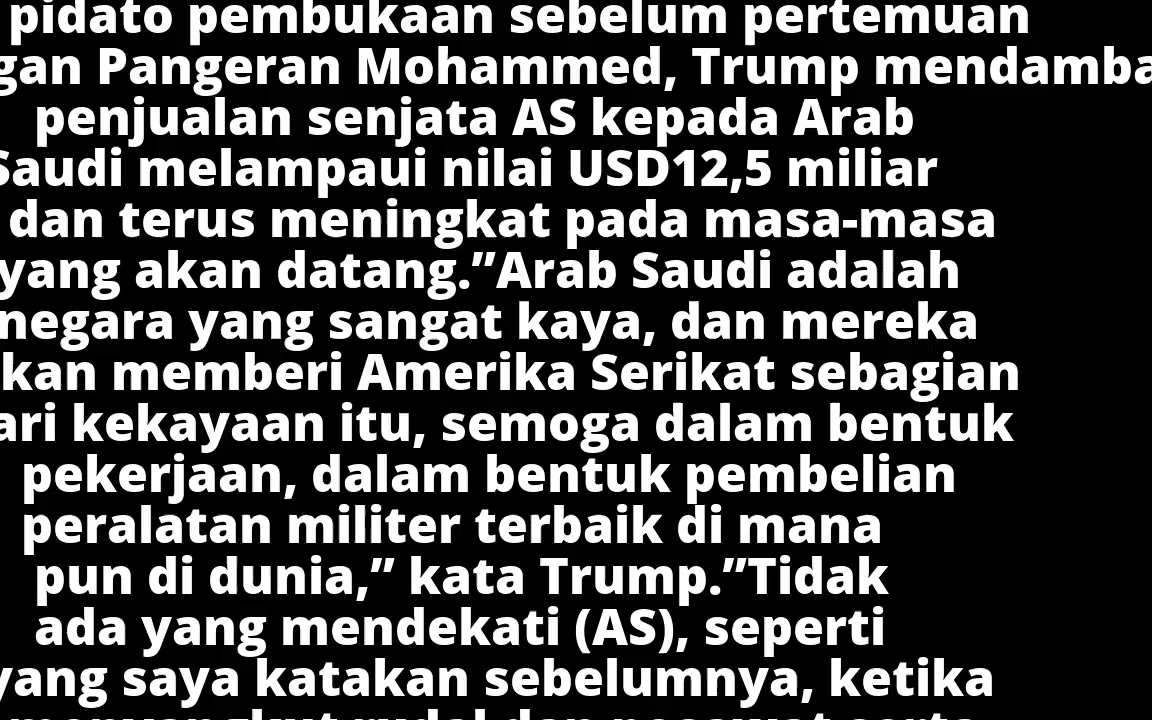 pidato pembukaan sebelum pertemuan
gan Pangeran Mohammed, Trump mendamba
penjualan senjata AS kepada Arab
Saudi melampaui nilai USD12,5 miliar
dan terus meningkat pada masa-masa
yang akan datang.”Arab Saudi adalah
negara yang sangat kaya, dan mereka
kan memberi Amerika Serikat sebagian
ari kekayaan itu, semoga dalam bentuk
pekerjaan, dalam bentuk pembelian
peralatan militer terbaik di mana
pun di dunia,” kata Trump.”Tidak
ada yang mendekati (AS), seperti
yang saya katakan sebelumnya, ketika